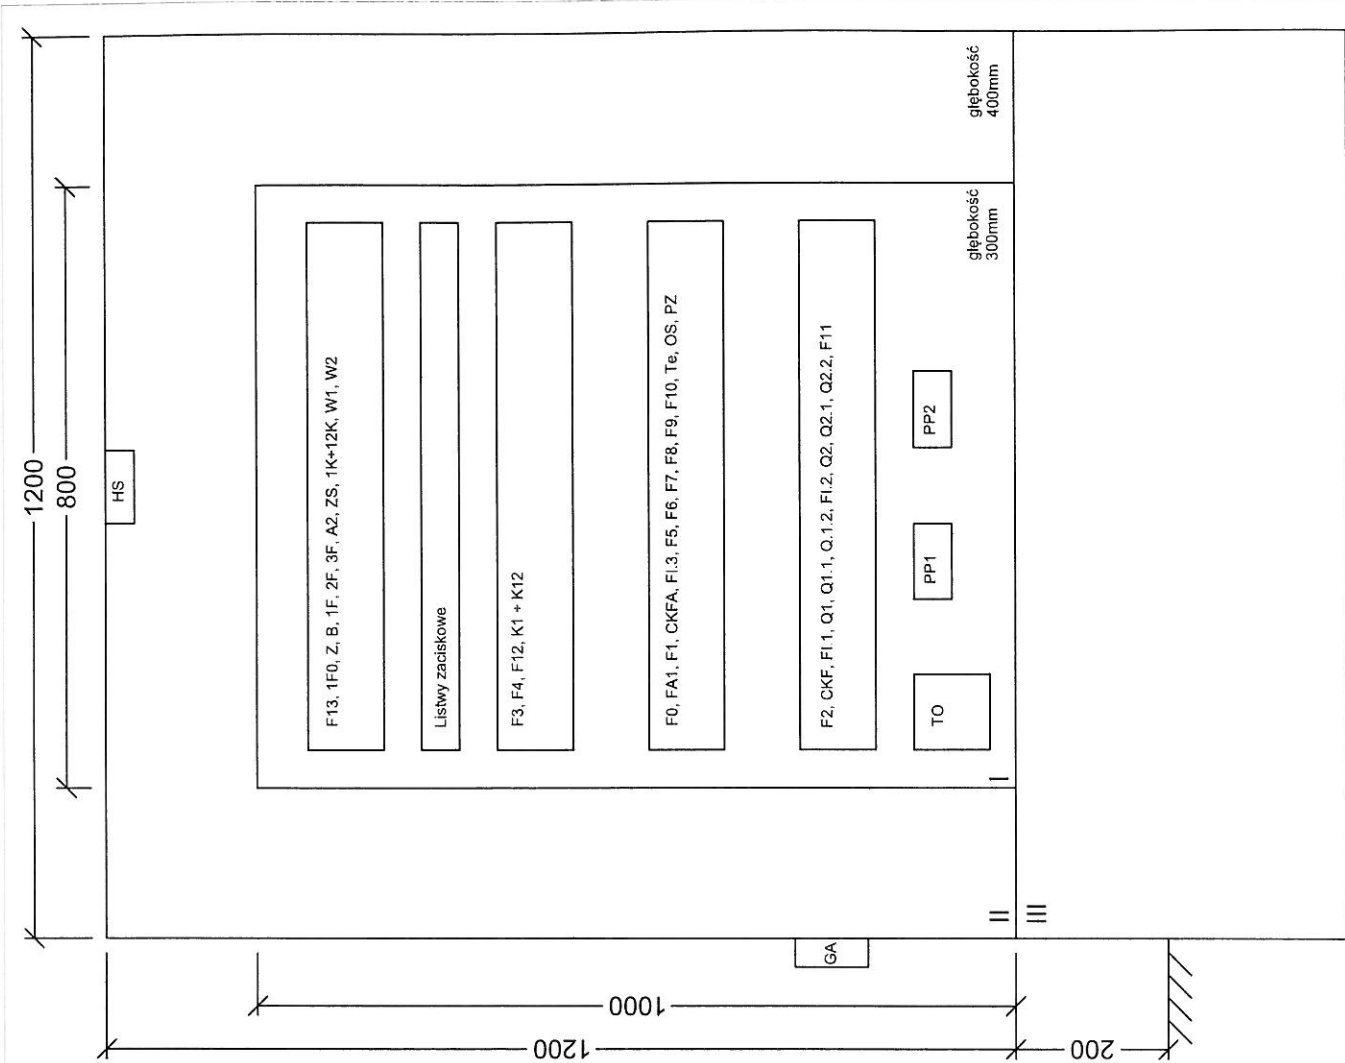 1200
800
HS
głębokość
400mm
głębokość
300mm
F13, 1F0, Z, B, 1F, 2F, 3F, A2, ZS, 1K+12K, W1, W2
Listwy zaciskowe
F3, F4, F12, K1 + K12
F0, FA1, F1, CKFA, FI.3, F5, F6, F7, F8, F9, F10, Te, OS, PZ
F2, CKF, FI.1, Q1, Q1.1, Q.1.2, FI.2, Q2, Q2.1, Q2.2, F11
TO
PP1
PP2
I
II
III
GA
1000
1200
200